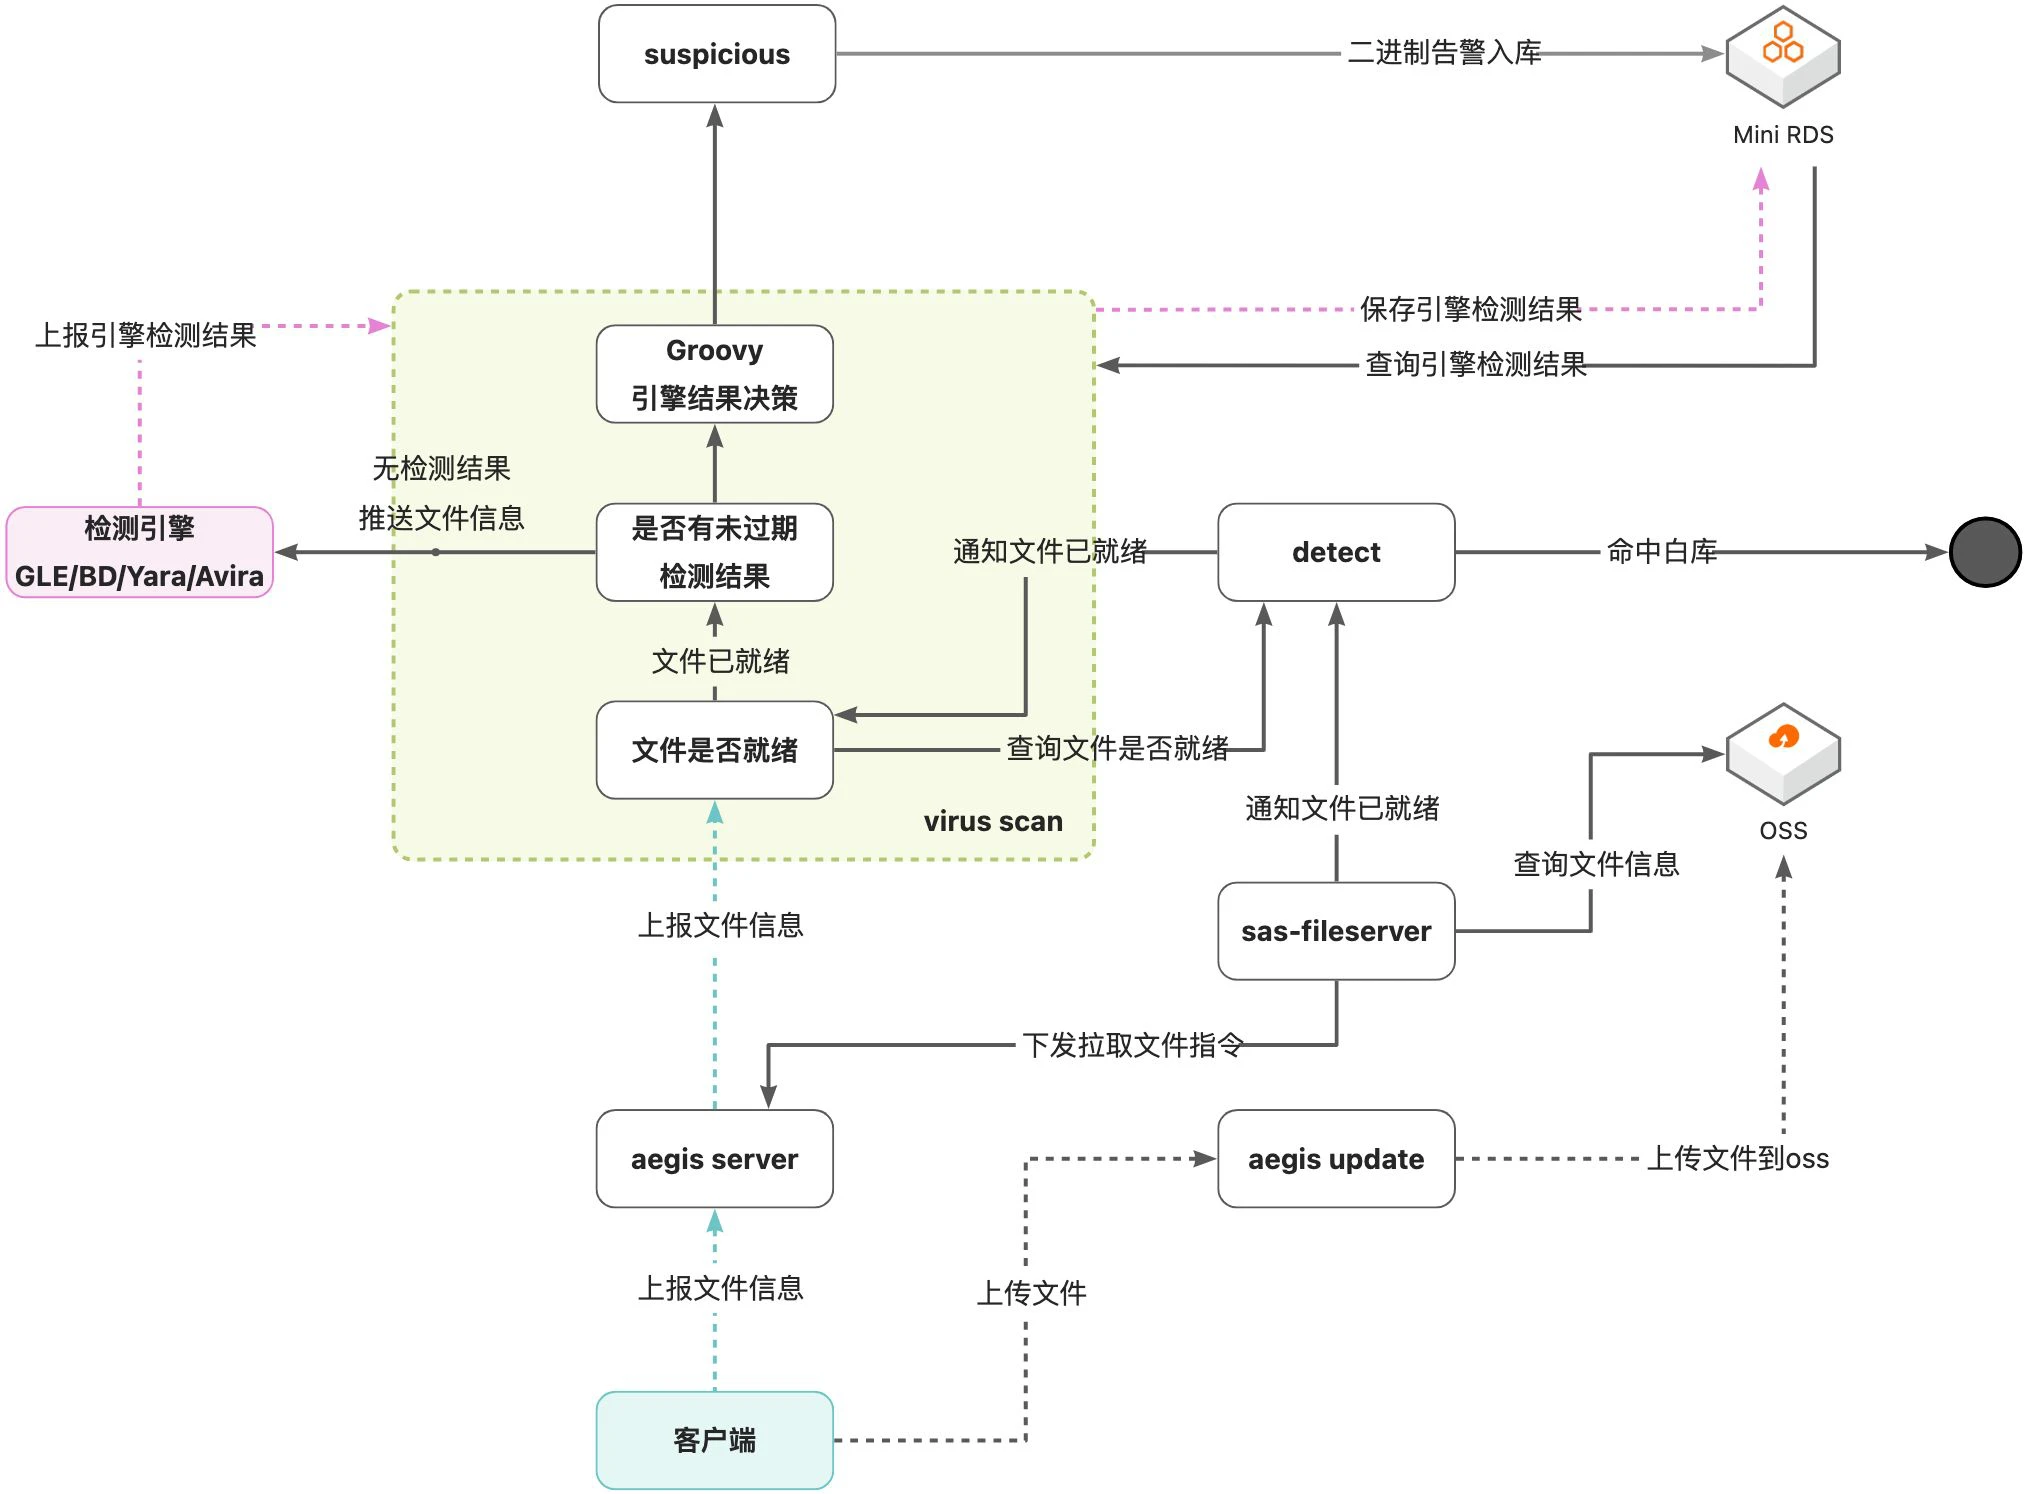 suspicious
二进制告警入库
Mini RDS
上报引擎检测结果
保存引擎检测结果
查询引擎检测结果
Groovy
引擎结果决策
无检测结果
推送文件信息
检测引擎
GLE/BD/Yara/Avira
是否有未过期
检测结果
通知文件已就绪
detect
命中白库
文件已就绪
文件是否就绪
查询文件是否就绪
virus scan
通知文件已就绪
OSS
查询文件信息
上报文件信息
sas-fileserver
下发拉取文件指令
aegis server
aegis update
上传文件到oss
上报文件信息
上传文件
客户端